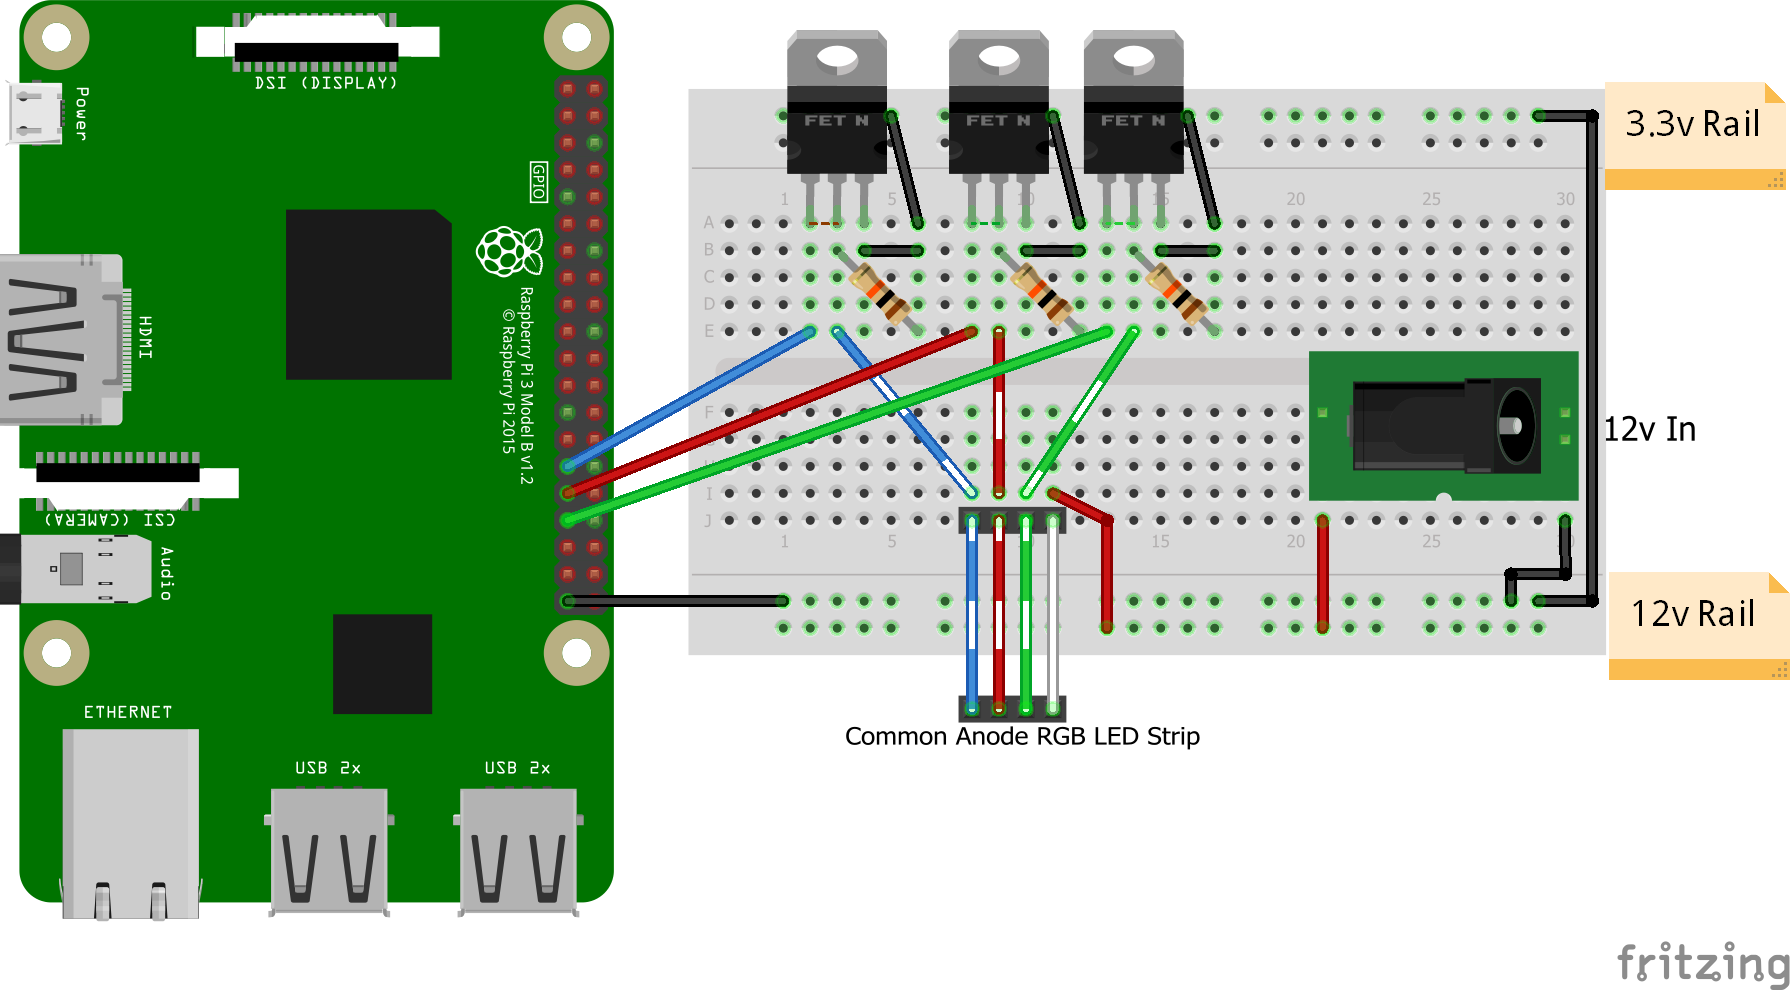 DSI (DISPLAY)
Power
GPIO
HDMI
Raspberry Pi 3 Model B v1.2
© Raspberry Pi 2015
CSI (CAMERA)
Audio
ETHERNET
USB 2x
USB 2x
FET N
FET N
FET N
1 5 10 15 20 25 30
A
B
C
D
E
F
I
J
1 5 10 15 20 25 30
3.3v Rail
12v In
12v Rail
Common Anode RGB LED Strip
fritzing